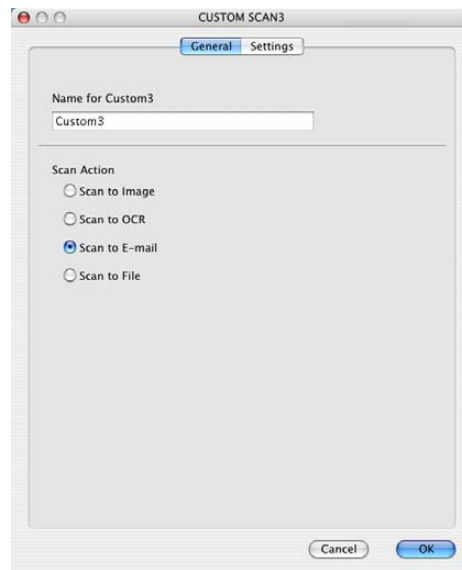 CUSTOM SCAN3
General Settings
Name for Custom3
Custom3
Scan Action
Scan to Image
Scan to OCR
Scan to E-mail
Scan to File
Cancel OK